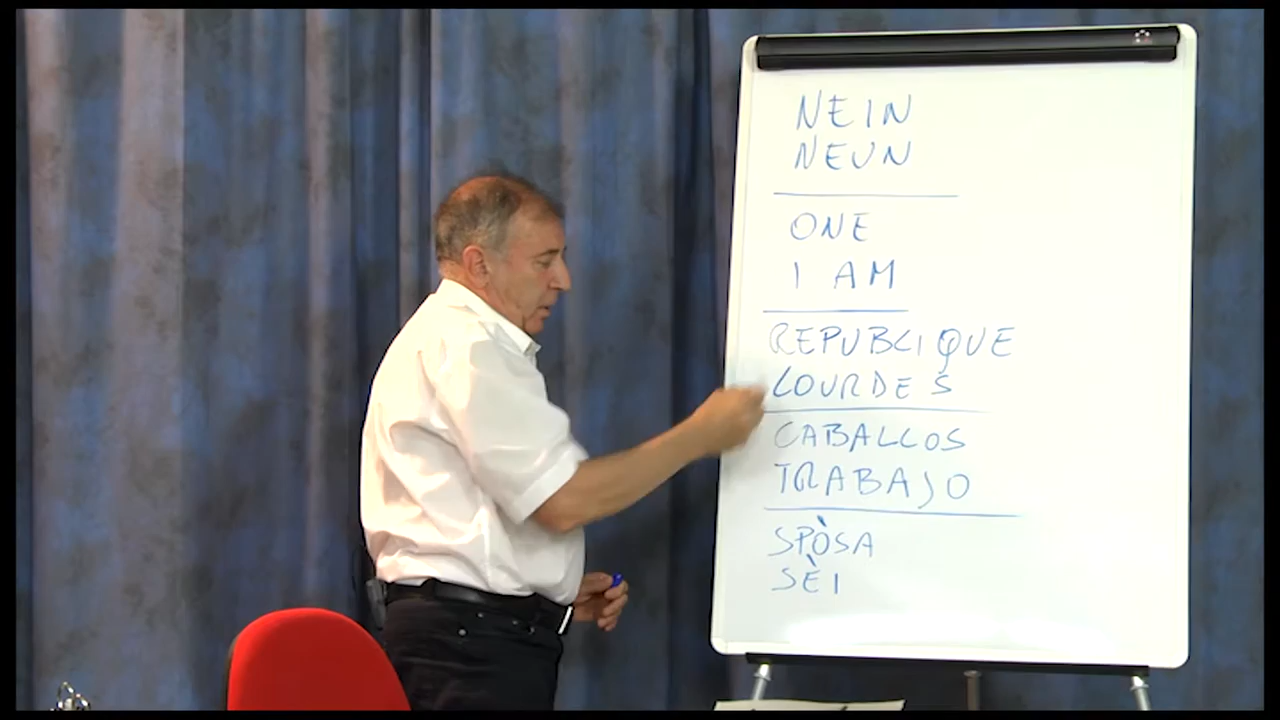 NEIN
NEUN
ONE
I AM
REPUBLIQUE
LOURDES
CABALLOS
TRABAJO
SPÒSA
SÈI